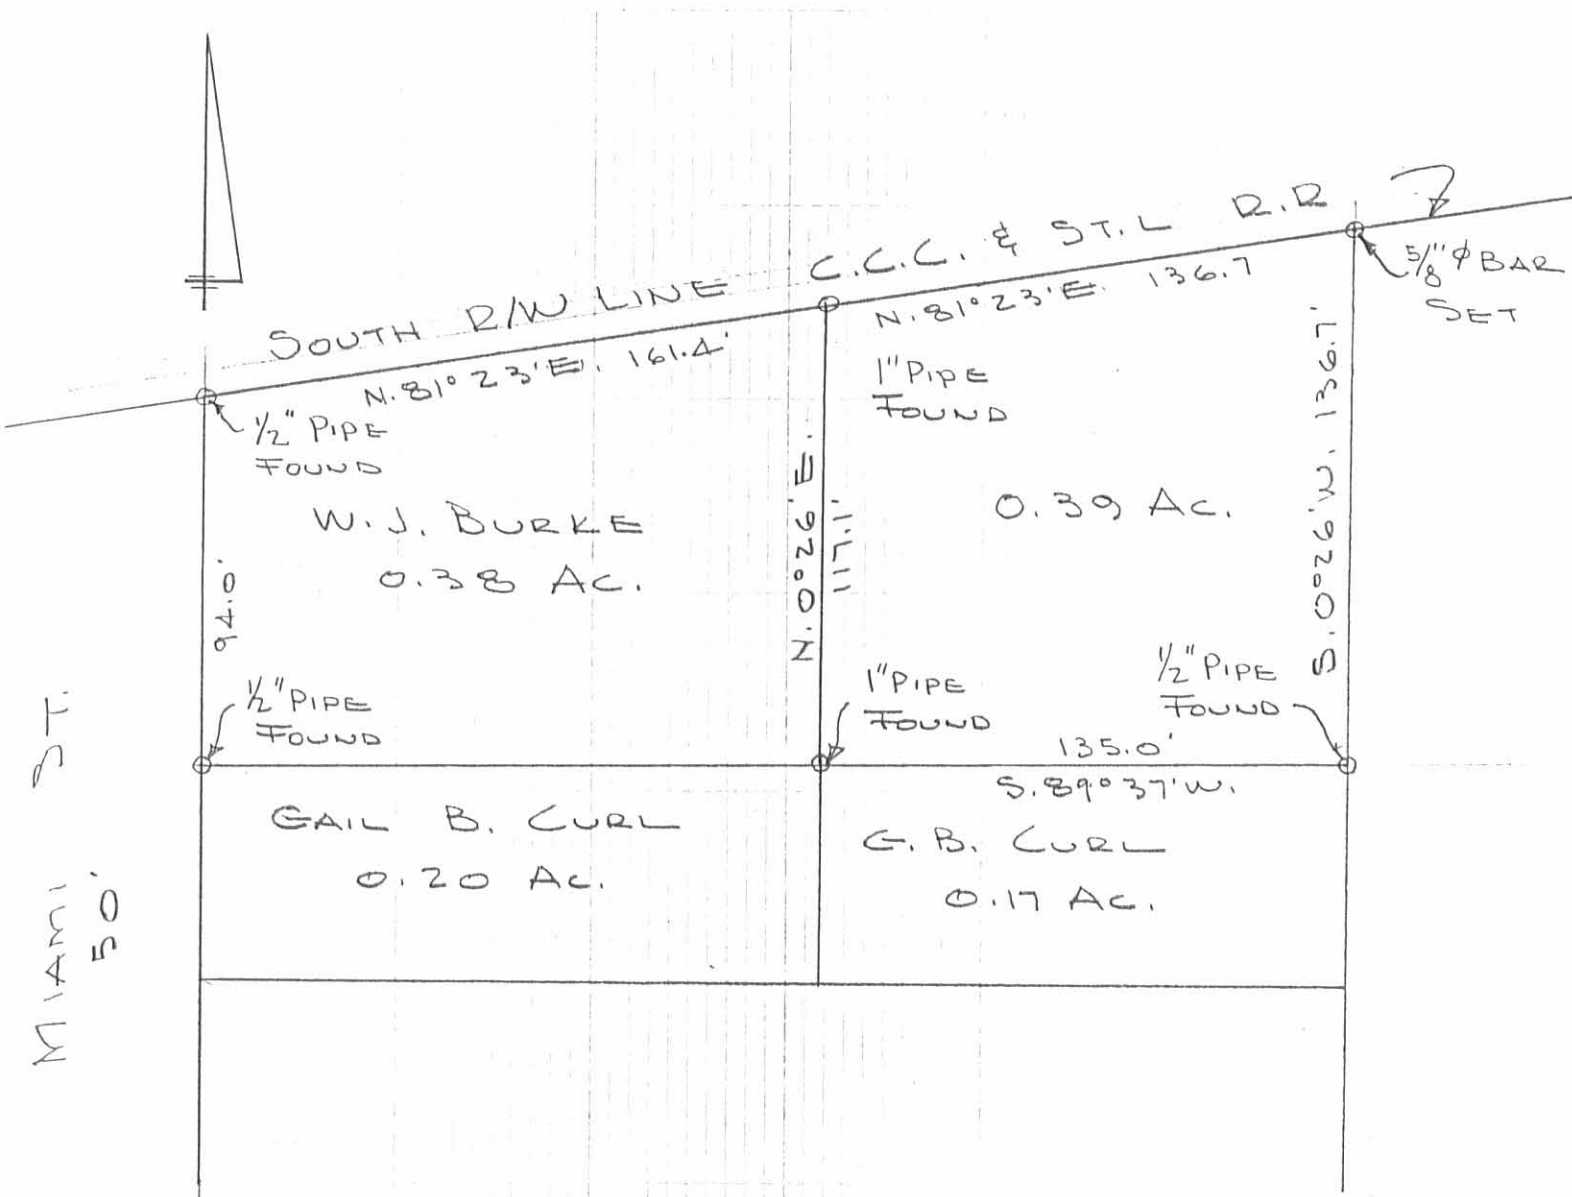 SOUTH R/W LINE C.C.C. & ST.L R.R
N. 81° 23' E. 161.4'
N. 81° 23' E. 136.7
5/8" φ BAR
SET
1/2" PIPE
FOUND
1" PIPE
FOUND
W. J. BURKE
0.38 AC.
0.39 AC.
94.0'
N. 0°26' E.
117.1'
S. 0°26' W. 136.7'
1/2" PIPE
FOUND
1" PIPE
FOUND
1/2" PIPE
FOUND
135.0'
S. 89° 37' W.
GAIL B. CURL
0.20 AC.
G. B. CURL
0.17 AC.
MIAMI ST.
50'